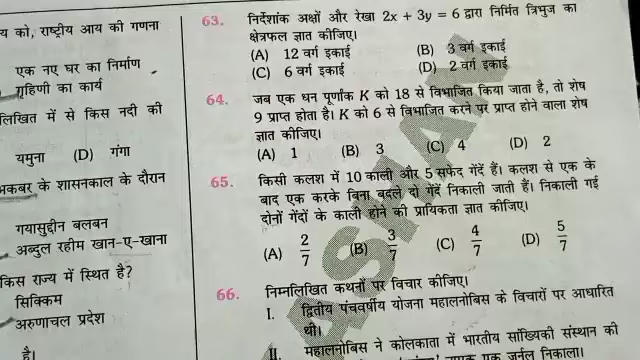 य को, राष्ट्रीय आय की गणना
एक नए घर का निर्माण
गृहिणी का कार्य
लिखित में से किस नदी की
यमुना (D) गंगा
अकबर के शासनकाल के दौरान
गयासुद्दीन बलबन
अब्दुल रहीम खान-ए-खाना
किस राज्य में स्थित है?
सिक्किम
अरुणाचल प्रदेश
है।
63. निर्देशांक अक्षों और रेखा 2x + 3y = 6 द्वारा निर्मित त्रिभुज का
क्षेत्रफल ज्ञात कीजिए।
(A) 12 वर्ग इकाई (B) 3 वर्ग इकाई
(C) 6 वर्ग इकाई (D) 2 वर्ग इकाई
64. जब एक धन पूर्णांक K को 18 से विभाजित किया जाता है, तो शेष
9 प्राप्त होता है। K को 6 से विभाजित करने पर प्राप्त होने वाला शेष
ज्ञात कीजिए।
(A) 1 (B) 3 (C) 4 (D) 2
65. किसी कलश में 10 काली और 5 सफेद गेंदें हैं। कलश से एक के
बाद एक करके बिना बदले दो गेंदें निकाली जाती हैं। निकाली गई
दोनों गेंदों के काली होने की प्रायिकता ज्ञात कीजिए।
(A) 2/7 (B) 3/7 (C) 4/7 (D) 5/7
66. निम्नलिखित कथनों पर विचार कीजिए।
I. द्वितीय पंचवर्षीय योजना महालनोबिस के विचारों पर आधारित
थी।
II. महालनोबिस ने कोलकाता में भारतीय सांख्यिकी संस्थान की
एक जर्नल निकाला।